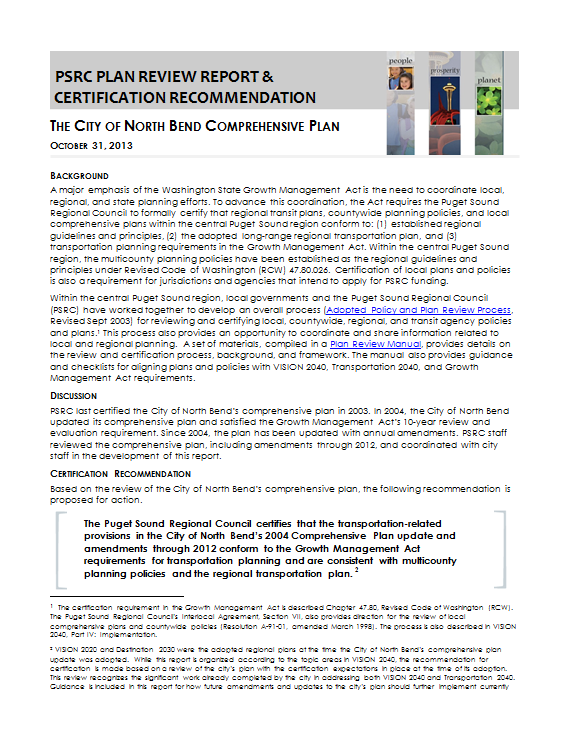 people
prosperity
planet
PSRC PLAN REVIEW REPORT &
CERTIFICATION RECOMMENDATION
THE CITY OF NORTH BEND COMPREHENSIVE PLAN
OCTOBER 31, 2013
BACKGROUND
A major emphasis of the Washington State Growth Management Act is the need to coordinate local,
regional, and state planning efforts. To advance this coordination, the Act requires the Puget Sound
Regional Council to formally certify that regional transit plans, countywide planning policies, and local
comprehensive plans within the central Puget Sound region conform to: (1) established regional
guidelines and principles, (2) the adopted long-range regional transportation plan, and (3)
transportation planning requirements in the Growth Management Act. Within the central Puget Sound
region, the multicounty planning policies have been established as the regional guidelines and
principles under Revised Code of Washington (RCW) 47.80.026. Certification of local plans and policies
is also a requirement for jurisdictions and agencies that intend to apply for PSRC funding.
Within the central Puget Sound region, local governments and the Puget Sound Regional Council
(PSRC) have worked together to develop an overall process (Adopted Policy and Plan Review Process,
Revised Sept 2003) for reviewing and certifying local, countywide, regional, and transit agency policies
and plans.¹ This process also provides an opportunity to coordinate and share information related to
local and regional planning. A set of materials, compiled in a Plan Review Manual, provides details on
the review and certification process, background, and framework. The manual also provides guidance
and checklists for aligning plans and policies with VISION 2040, Transportation 2040, and Growth
Management Act requirements.
DISCUSSION
PSRC last certified the City of North Bend's comprehensive plan in 2003. In 2004, the City of North Bend
updated its comprehensive plan and satisfied the Growth Management Act's 10-year review and
evaluation requirement. Since 2004, the plan has been updated with annual amendments. PSRC staff
reviewed the comprehensive plan, including amendments through 2012, and coordinated with city
staff in the development of this report.
CERTIFICATION RECOMMENDATION
Based on the review of the City of North Bend's comprehensive plan, the following recommendation is
proposed for action.
The Puget Sound Regional Council certifies that the transportation-related
provisions in the City of North Bend's 2004 Comprehensive Plan update and
amendments through 2012 conform to the Growth Management Act
requirements for transportation planning and are consistent with multicounty
planning policies and the regional transportation plan. ²
¹ The certification requirement in the Growth Management Act is described Chapter 47.80, Revised Code of Washington (RCW).
The Puget Sound Regional Council's Interlocal Agreement, Section VII, also provides direction for the review of local
comprehensive plans and countywide policies (Resolution A-91-01, amended March 1998). The process is also described in VISION
2040, Part IV: Implementation.
² VISION 2020 and Destination 2030 were the adopted regional plans at the time the City of North Bend's comprehensive plan
update was adopted. While this report is organized according to the topic areas in VISION 2040, the recommendation for
certification is made based on a review of the city's plan with the certification expectations in place at the time of its adoption.
This review recognizes the significant work already completed by the city in addressing both VISION 2040 and Transportation 2040.
Guidance is included in this report for how future amendments and updates to the city's plan should further implement currently